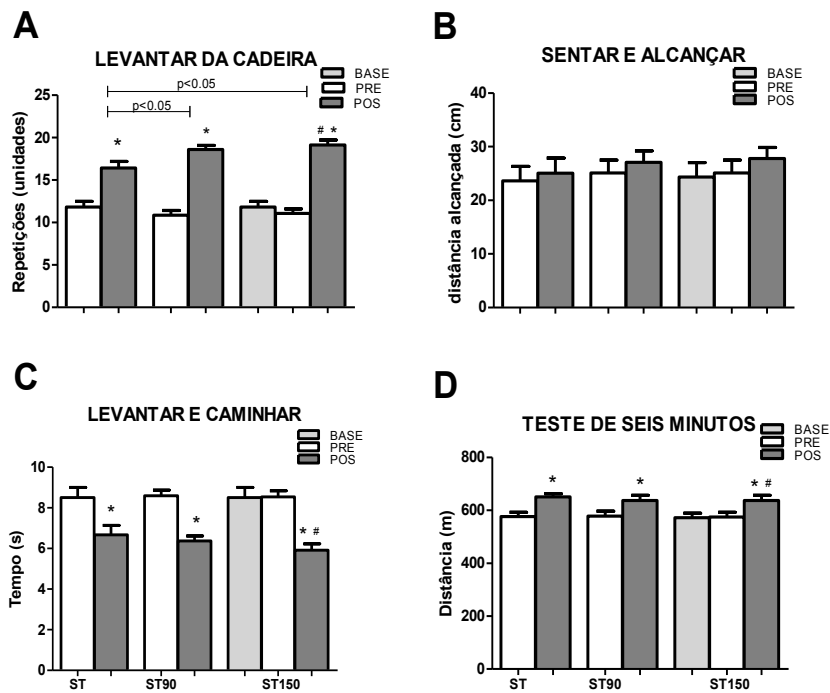 A
LEVANTAR DA CADEIRA
BASE
PRE
POS
p<0.05
p<0.05
Repetições (unidades)
25
20
15
10
5
0
*
*
# *
B
SENTAR E ALCANÇAR
BASE
PRE
POS
distância alcançada (cm)
40
30
20
10
0
C
LEVANTAR E CAMINHAR
BASE
PRE
POS
Tempo (s)
10
8
6
4
2
0
*
*
* #
ST
ST90
ST150
D
TESTE DE SEIS MINUTOS
BASE
PRE
POS
Distância (m)
800
600
400
200
0
*
*
* #
ST
ST90
ST150